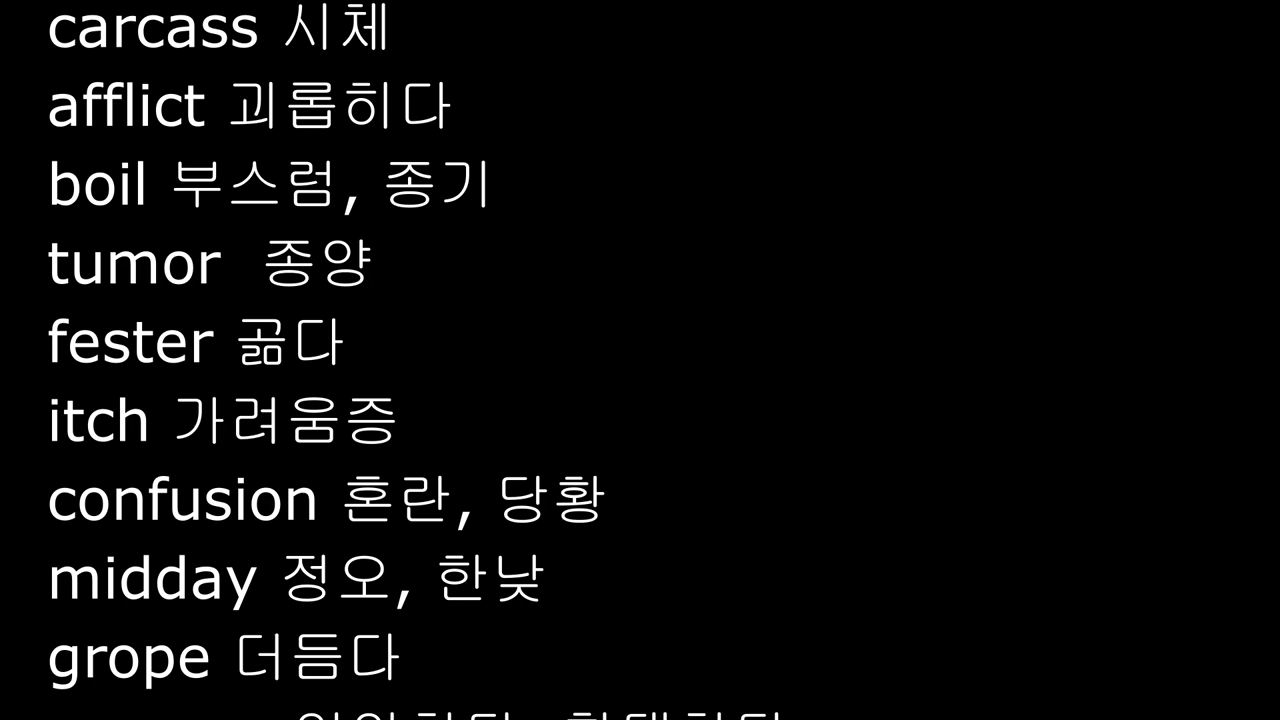 carcass 시체
afflict 괴롭히다
boil 부스럼, 종기
tumor 종양
fester 곪다
itch 가려움증
confusion 혼란, 당황
midday 정오, 한낮
grope 더듬다